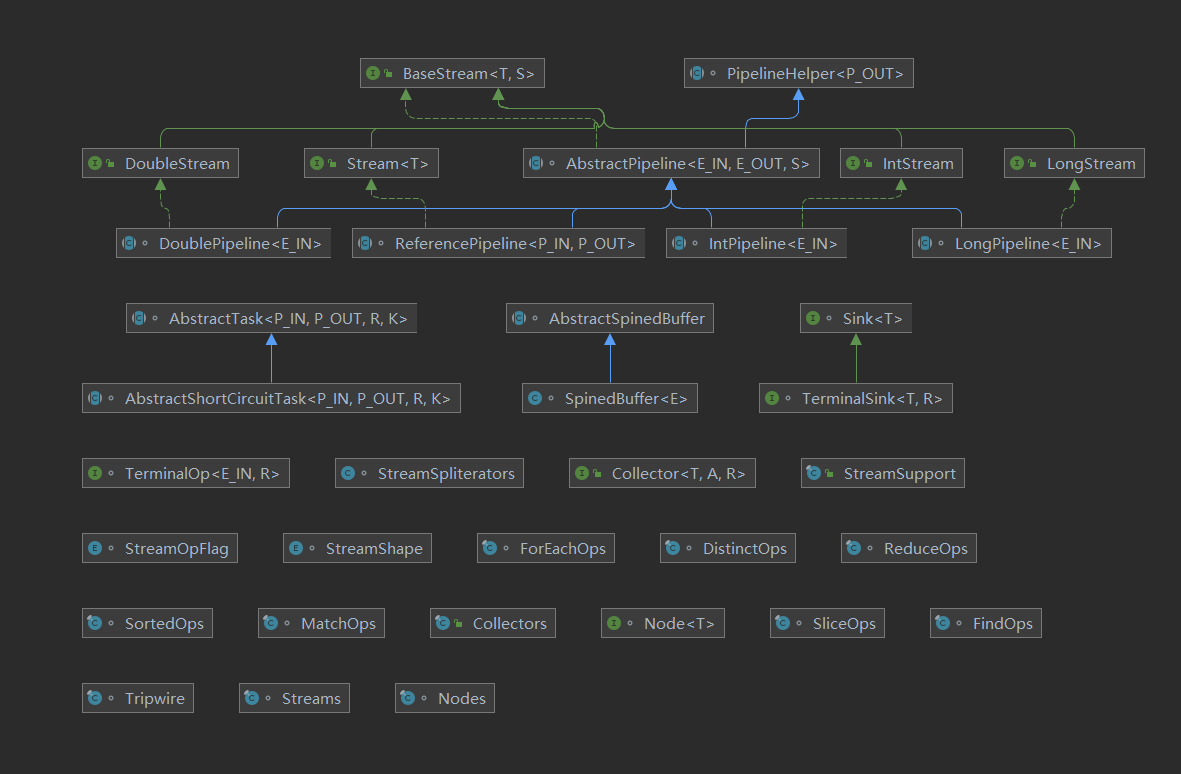 BaseStream<T, S>
PipelineHelper<P_OUT>
DoubleStream
Stream<T>
AbstractPipeline<E_IN, E_OUT, S>
IntStream
LongStream
DoublePipeline<E_IN>
ReferencePipeline<P_IN, P_OUT>
IntPipeline<E_IN>
LongPipeline<E_IN>
AbstractTask<P_IN, P_OUT, R, K>
AbstractSpinedBuffer
Sink<T>
AbstractShortCircuitTask<P_IN, P_OUT, R, K>
SpinedBuffer<E>
TerminalSink<T, R>
TerminalOp<E_IN, R>
StreamSpliterators
Collector<T, A, R>
StreamSupport
StreamOpFlag
StreamShape
ForEachOps
DistinctOps
ReduceOps
SortedOps
MatchOps
Collectors
Node<T>
SliceOps
FindOps
Tripwire
Streams
Nodes